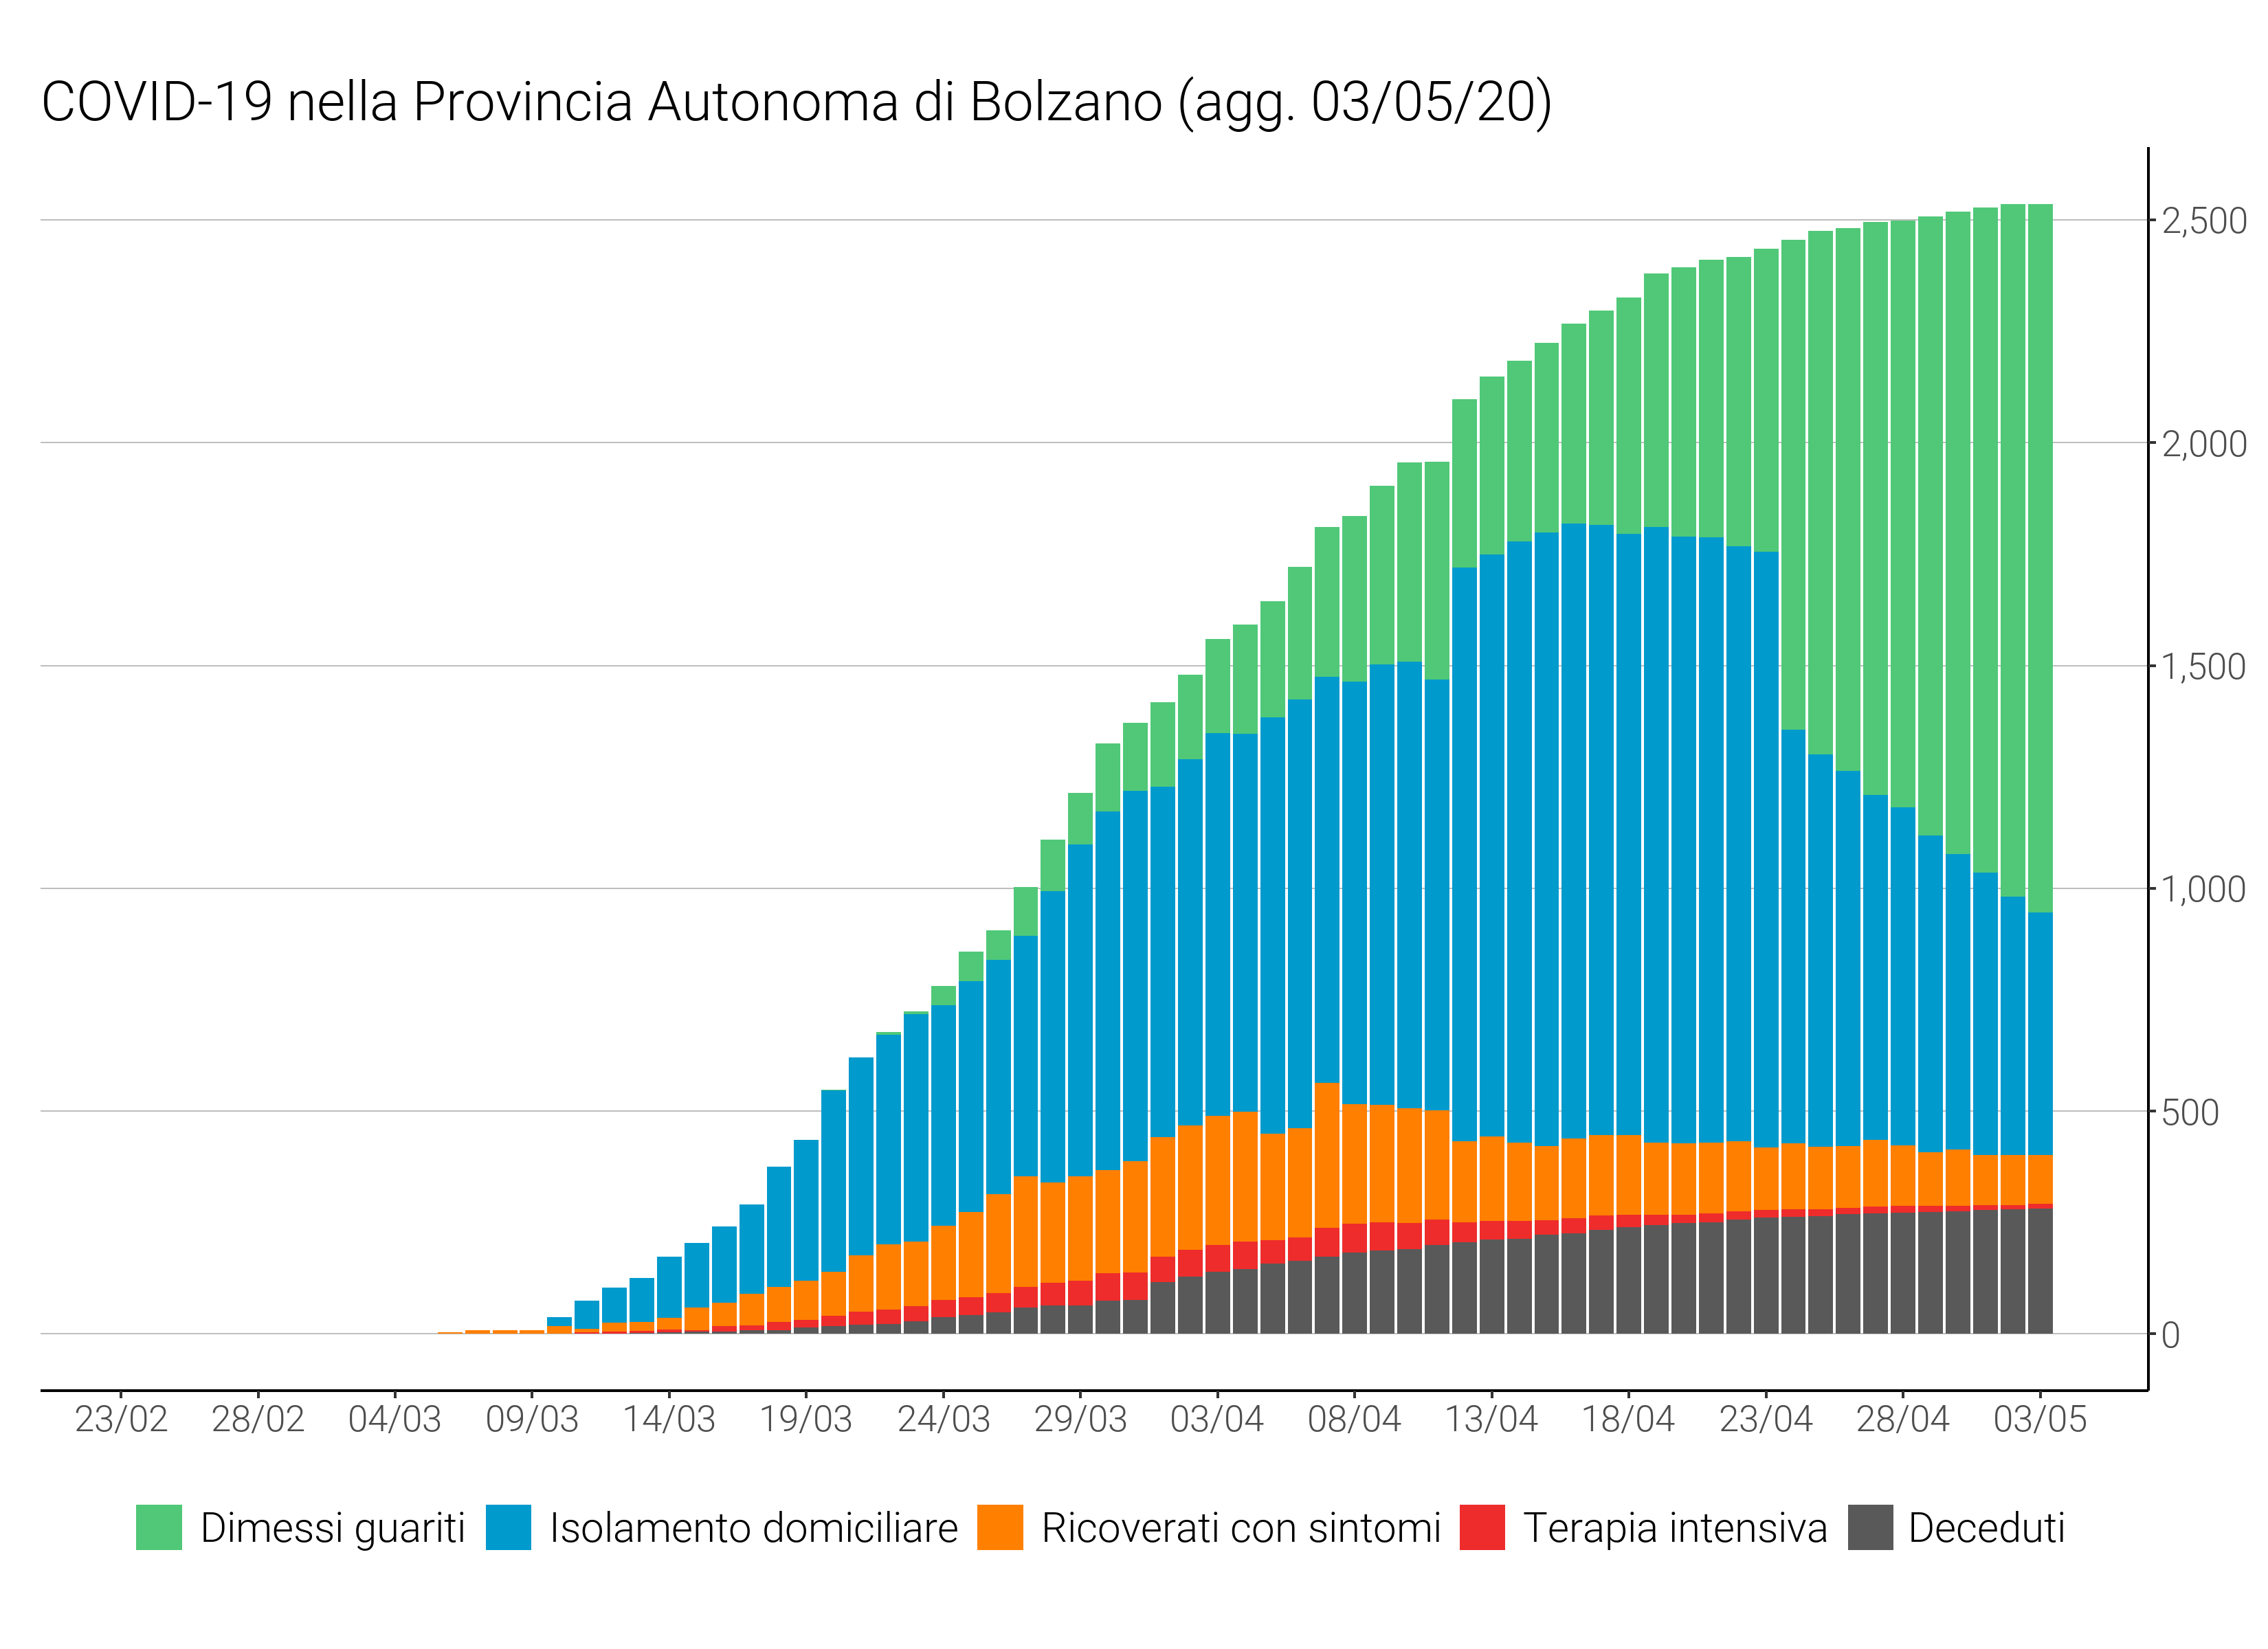 COVID-19 nella Provincia Autonoma di Bolzano (agg. 03/05/20)
2,500
2,000
1,500
1,000
500
0
23/02 28/02 04/03 09/03 14/03 19/03 24/03 29/03 03/04 08/04 13/04 18/04 23/04 28/04 03/05
Dimessi guariti Isolamento domiciliare Ricoverati con sintomi Terapia intensiva Deceduti